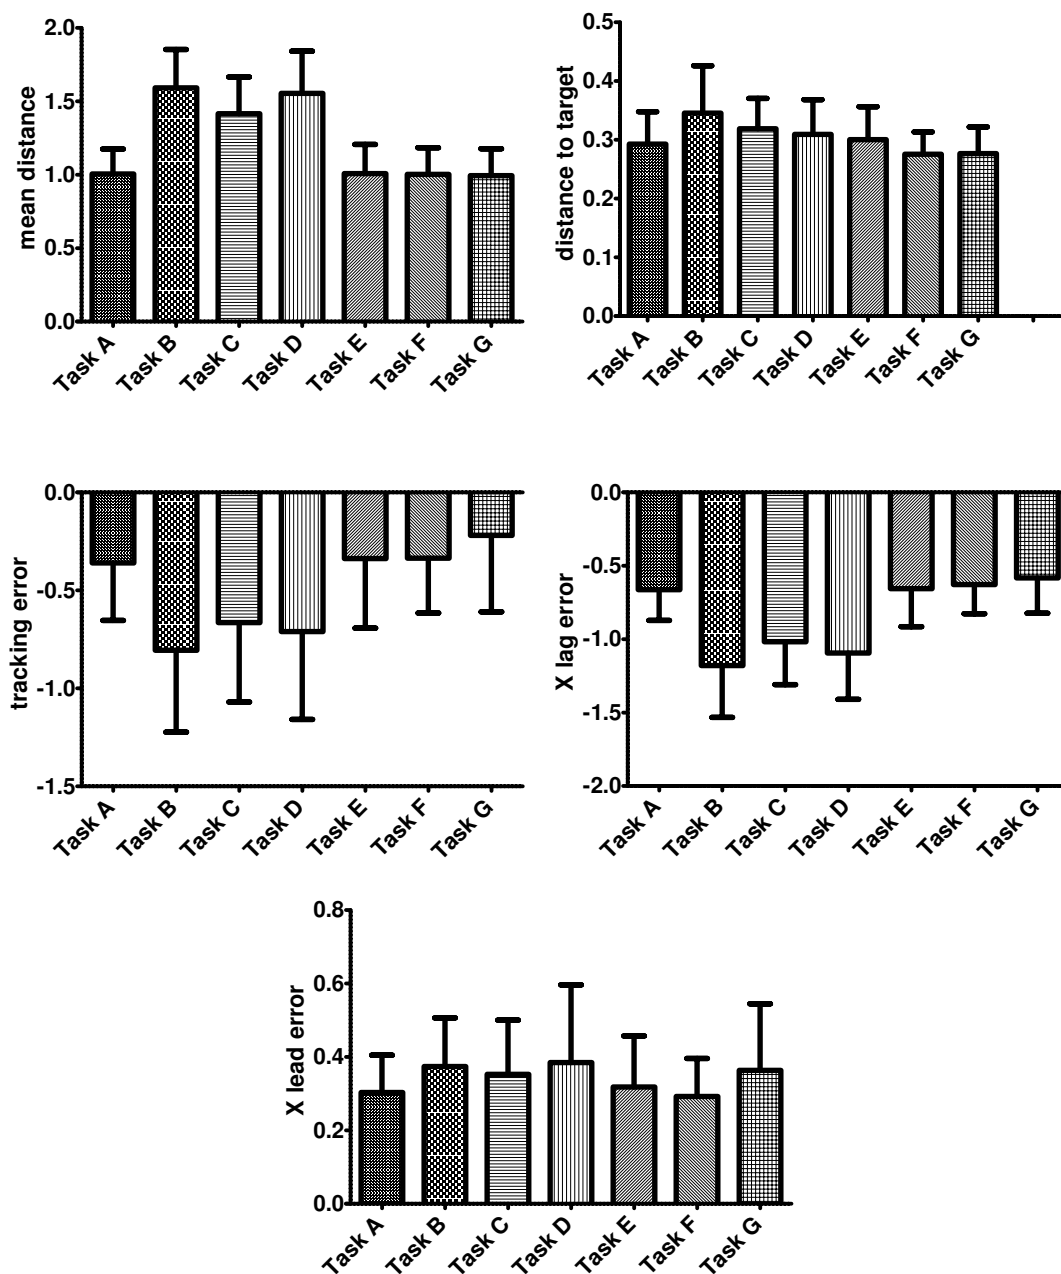 mean distance
2.0
1.5
1.0
0.5
0.0
Task A
Task B
Task C
Task D
Task E
Task F
Task G
distance to target
0.5
0.4
0.3
0.2
0.1
0.0
Task A
Task B
Task C
Task D
Task E
Task F
Task G
tracking error
0.0
-0.5
-1.0
-1.5
Task A
Task B
Task C
Task D
Task E
Task F
Task G
X lag error
0.0
-0.5
-1.0
-1.5
-2.0
Task A
Task B
Task C
Task D
Task E
Task F
Task G
X lead error
0.8
0.6
0.4
0.2
0.0
Task A
Task B
Task C
Task D
Task E
Task F
Task G